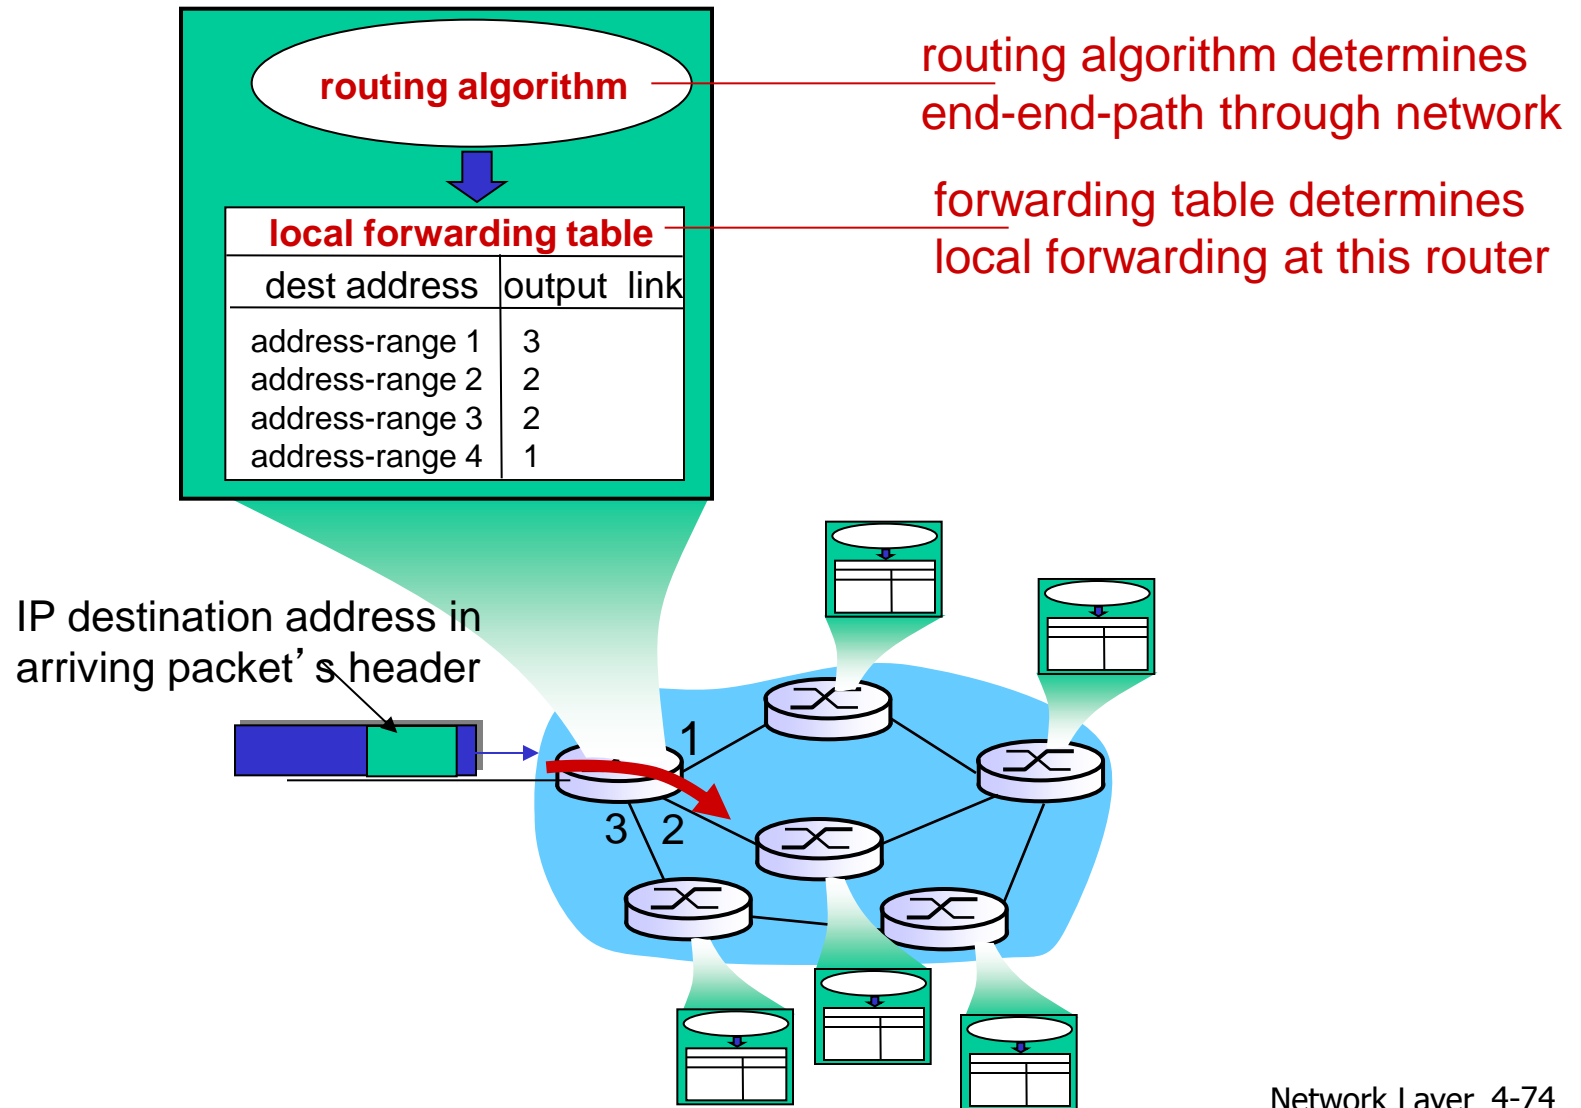 routing algorithm
routing algorithm determines
end-end-path through network
forwarding table determines
local forwarding at this router
local forwarding table
dest address output link
address-range 1 3
address-range 2 2
address-range 3 2
address-range 4 1
IP destination address in
arriving packet’s header
1
3 2
Network Layer 4-74